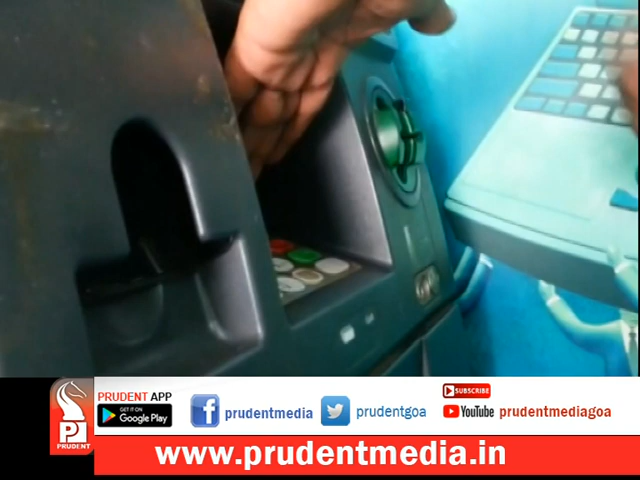 PRUDENT APP
GET IT ON
Google Play
prudentmedia
prudentgoa
SUBSCRIBE
YouTube prudentmediagoa
PRUDENT
www.prudentmedia.in